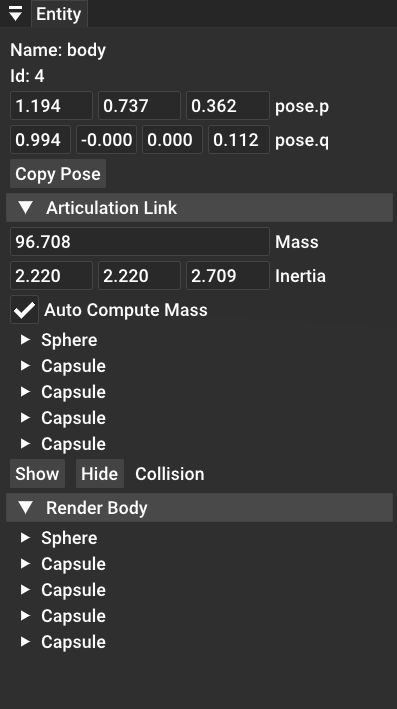 Entity
Name: body
Id: 4
1.194 0.737 0.362 pose.p
0.994 -0.000 0.000 0.112 pose.q
Copy Pose
Articulation Link
96.708 Mass
2.220 2.220 2.709 Inertia
Auto Compute Mass
Sphere
Capsule
Capsule
Capsule
Capsule
Show Hide Collision
Render Body
Sphere
Capsule
Capsule
Capsule
Capsule